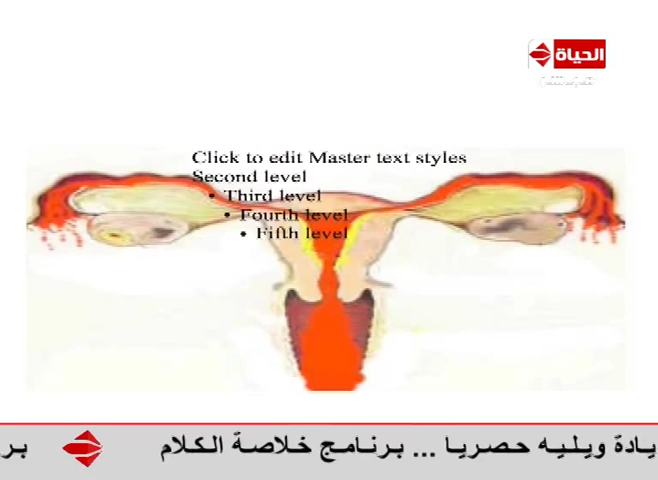 الحياة
Click to edit Master text styles
Second level
• Third level
• Fourth level
• Fifth level
يادة ويليه حصريا ... برنامج خلاصة الكلام